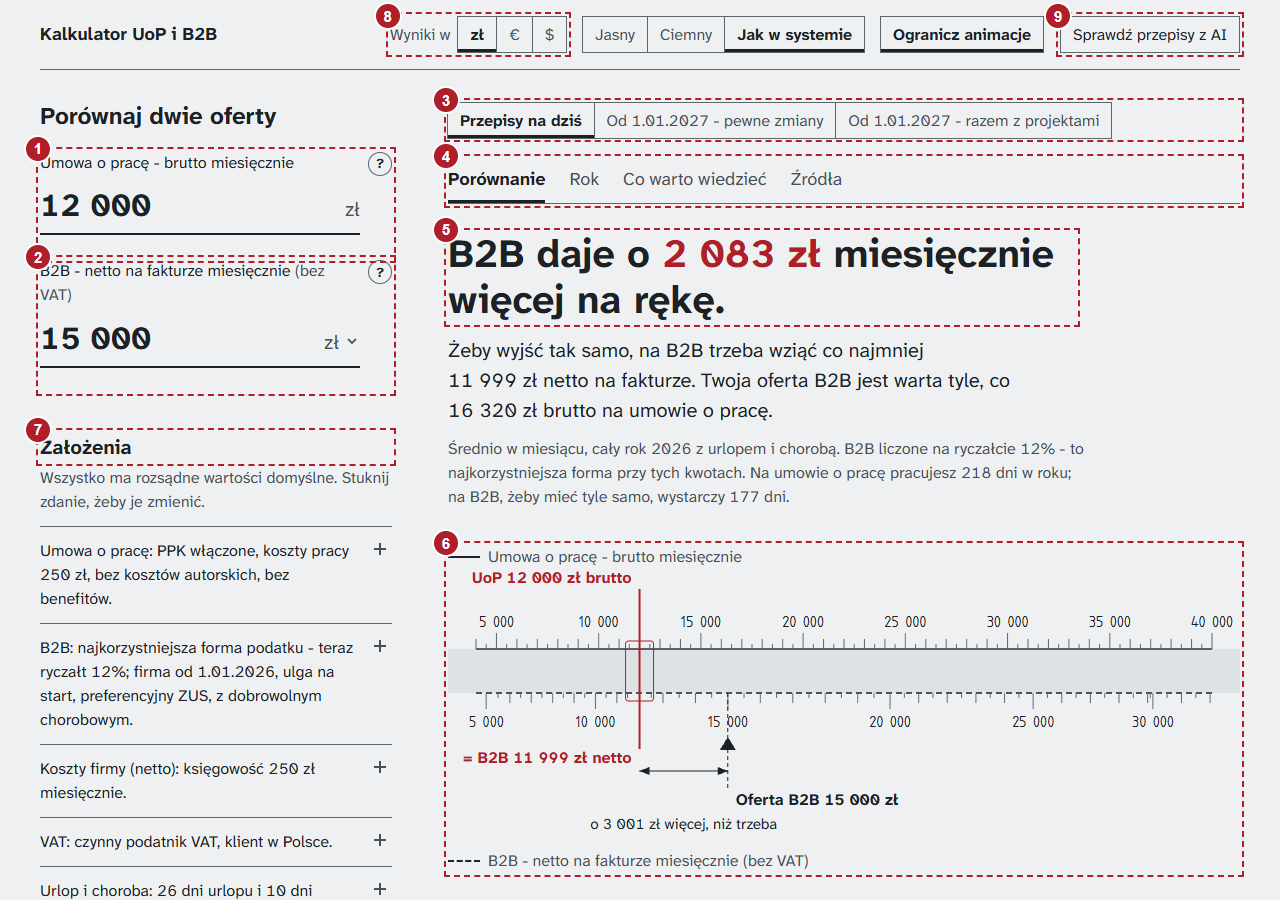 Kalkulator UoP i B2B
8
Wyniki w zł € $
Jasny Ciemny Jak w systemie
Ogranicz animacje
9
Sprawdź przepisy z AI
Porównaj dwie oferty
1
Umowa o pracę - brutto miesięcznie ?
12 000 zł
2
B2B - netto na fakturze miesięcznie (bez ?
VAT)
15 000 zł
7
Założenia
Wszystko ma rozsądne wartości domyślne. Stuknij
zdanie, żeby je zmienić.
Umowa o pracę: PPK włączone, koszty pracy +
250 zł, bez kosztów autorskich, bez
benefitów.
B2B: najkorzystniejsza forma podatku - teraz +
ryczałt 12%; firma od 1.01.2026, ulga na
start, preferencyjny ZUS, z dobrowolnym
chorobowym.
Koszty firmy (netto): księgowość 250 zł +
miesięcznie.
VAT: czynny podatnik VAT, klient w Polsce. +
Urlop i choroba: 26 dni urlopu i 10 dni +
3
Przepisy na dziś Od 1.01.2027 - pewne zmiany Od 1.01.2027 - razem z projektami
4
Porównanie Rok Co warto wiedzieć Źródła
5
B2B daje o 2 083 zł miesięcznie
więcej na rękę.
Żeby wyjść tak samo, na B2B trzeba wziąć co najmniej
11 999 zł netto na fakturze. Twoja oferta B2B jest warta tyle, co
16 320 zł brutto na umowie o pracę.
Średnio w miesiącu, cały rok 2026 z urlopem i chorobą. B2B liczone na ryczałcie 12% - to
najkorzystniejsza forma przy tych kwotach. Na umowie o pracę pracujesz 218 dni w roku;
na B2B, żeby mieć tyle samo, wystarczy 177 dni.
6
Umowa o pracę - brutto miesięcznie
UoP 12 000 zł brutto
5 000 10 000 15 000 20 000 25 000 30 000 35 000 40 000
5 000 10 000 15 000 20 000 25 000 30 000
= B2B 11 999 zł netto
Oferta B2B 15 000 zł
o 3 001 zł więcej, niż trzeba
B2B - netto na fakturze miesięcznie (bez VAT)